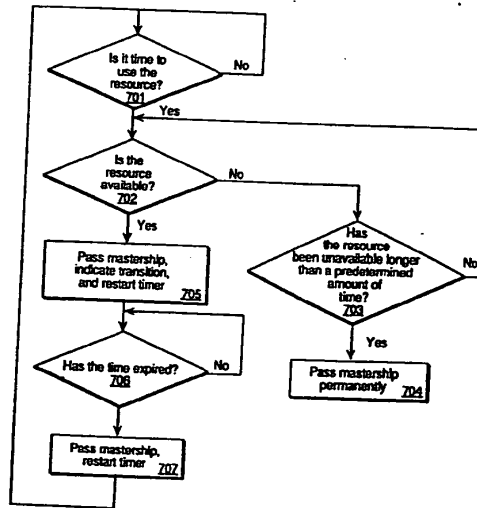 Is it time to
use the
resource?
701
No
Yes
Is the
resource
available?
702
No
Yes
Has
the resource
been unavailable longer
than a predetermined
amount of
time?
703
No
Yes
Pass mastership,
indicate transition,
and restart timer
705
Has the time expired?
706
No
Pass mastership
permanently
704
Pass mastership,
restart timer
707